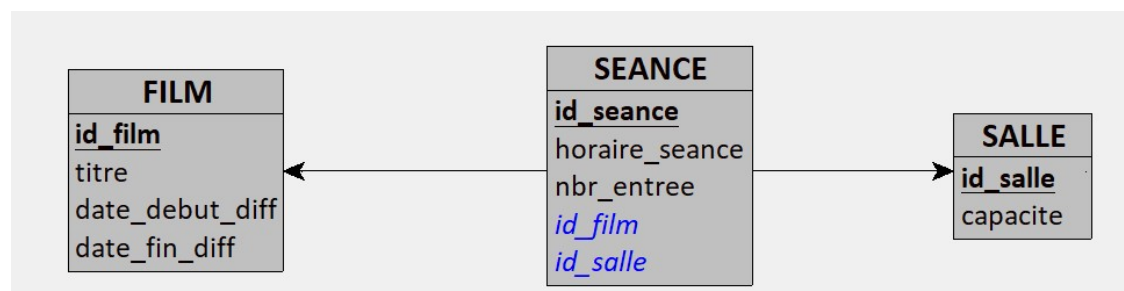 FILM
id_film
titre
date_debut_diff
date_fin_diff
SEANCE
id_seance
horaire_seance
nbr_entree
id_film
id_salle
SALLE
id_salle
capacite